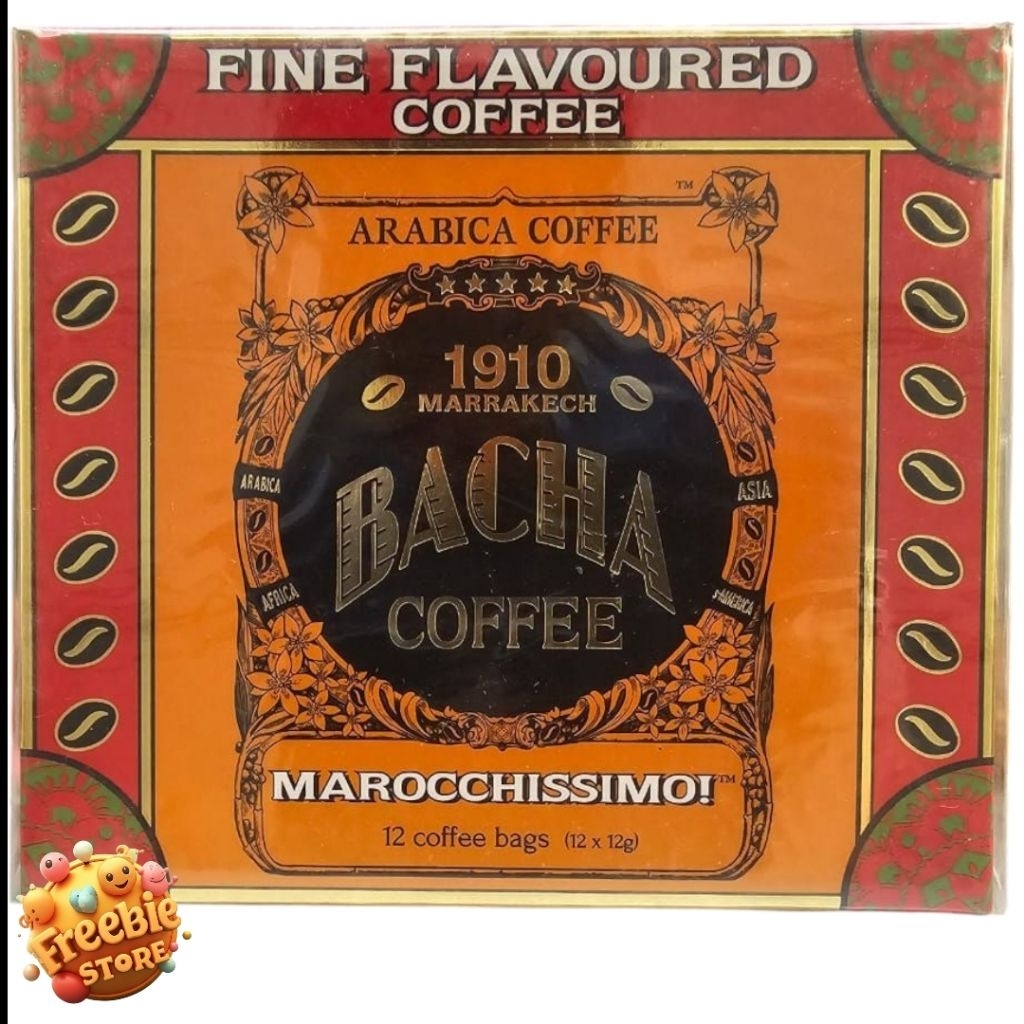 FINE FLAVOURED
COFFEE
TM
ARABICA COFFEE
1910
MARRAKECH
BACHA
COFFEE
ARABICA
ASIA
AFRICA
S·AMERICA
MAROCCHISSIMO!™
12 coffee bags (12 x 12g)
Freebie
STORE